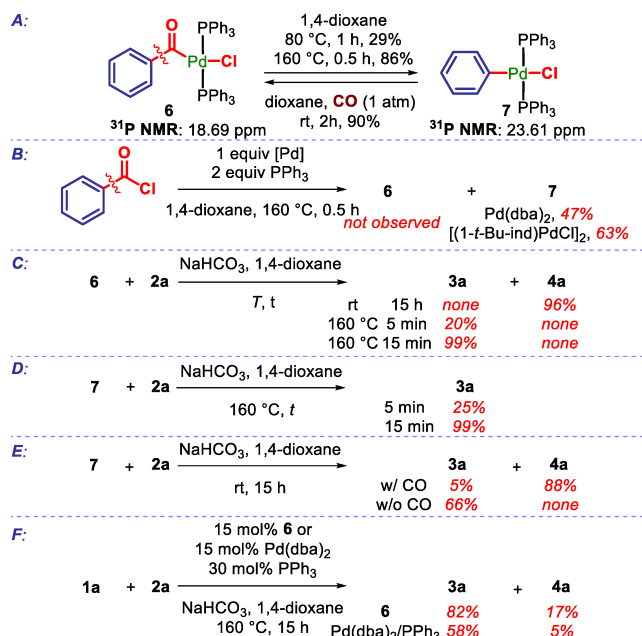 A:
1,4-dioxane
80 °C, 1 h, 29%
160 °C, 0.5 h, 86%
dioxane, CO (1 atm)
rt, 2h, 90%
O
PPh3
Pd
Cl
PPh3
6
31P NMR: 18.69 ppm
PPh3
Pd
Cl
PPh3
7
31P NMR: 23.61 ppm
B:
O
Cl
1 equiv [Pd]
2 equiv PPh3
1,4-dioxane, 160 °C, 0.5 h
6 + 7
not observed
Pd(dba)2, 47%
[(1-t-Bu-ind)PdCl]2, 63%
C:
6 + 2a
NaHCO3, 1,4-dioxane
T, t
3a + 4a
rt 15 h none 96%
160 °C 5 min 20% none
160 °C 15 min 99% none
D:
7 + 2a
NaHCO3, 1,4-dioxane
160 °C, t
3a
5 min 25%
15 min 99%
E:
7 + 2a
NaHCO3, 1,4-dioxane
rt, 15 h
3a + 4a
w/ CO 5% 88%
w/o CO 66% none
F:
1a + 2a
15 mol% 6 or
15 mol% Pd(dba)2
30 mol% PPh3
NaHCO3, 1,4-dioxane
160 °C, 15 h
3a + 4a
6 82% 17%
Pd(dba)2/PPh3 58% 5%